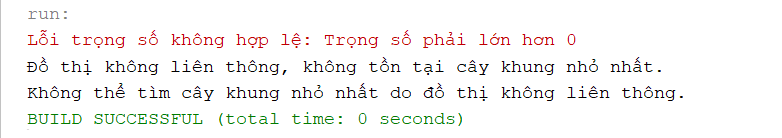 run:
Lỗi trọng số không hợp lệ: Trọng số phải lớn hơn 0
Đồ thị không liên thông, không tồn tại cây khung nhỏ nhất.
Không thể tìm cây khung nhỏ nhất do đồ thị không liên thông.
BUILD SUCCESSFUL (total time: 0 seconds)